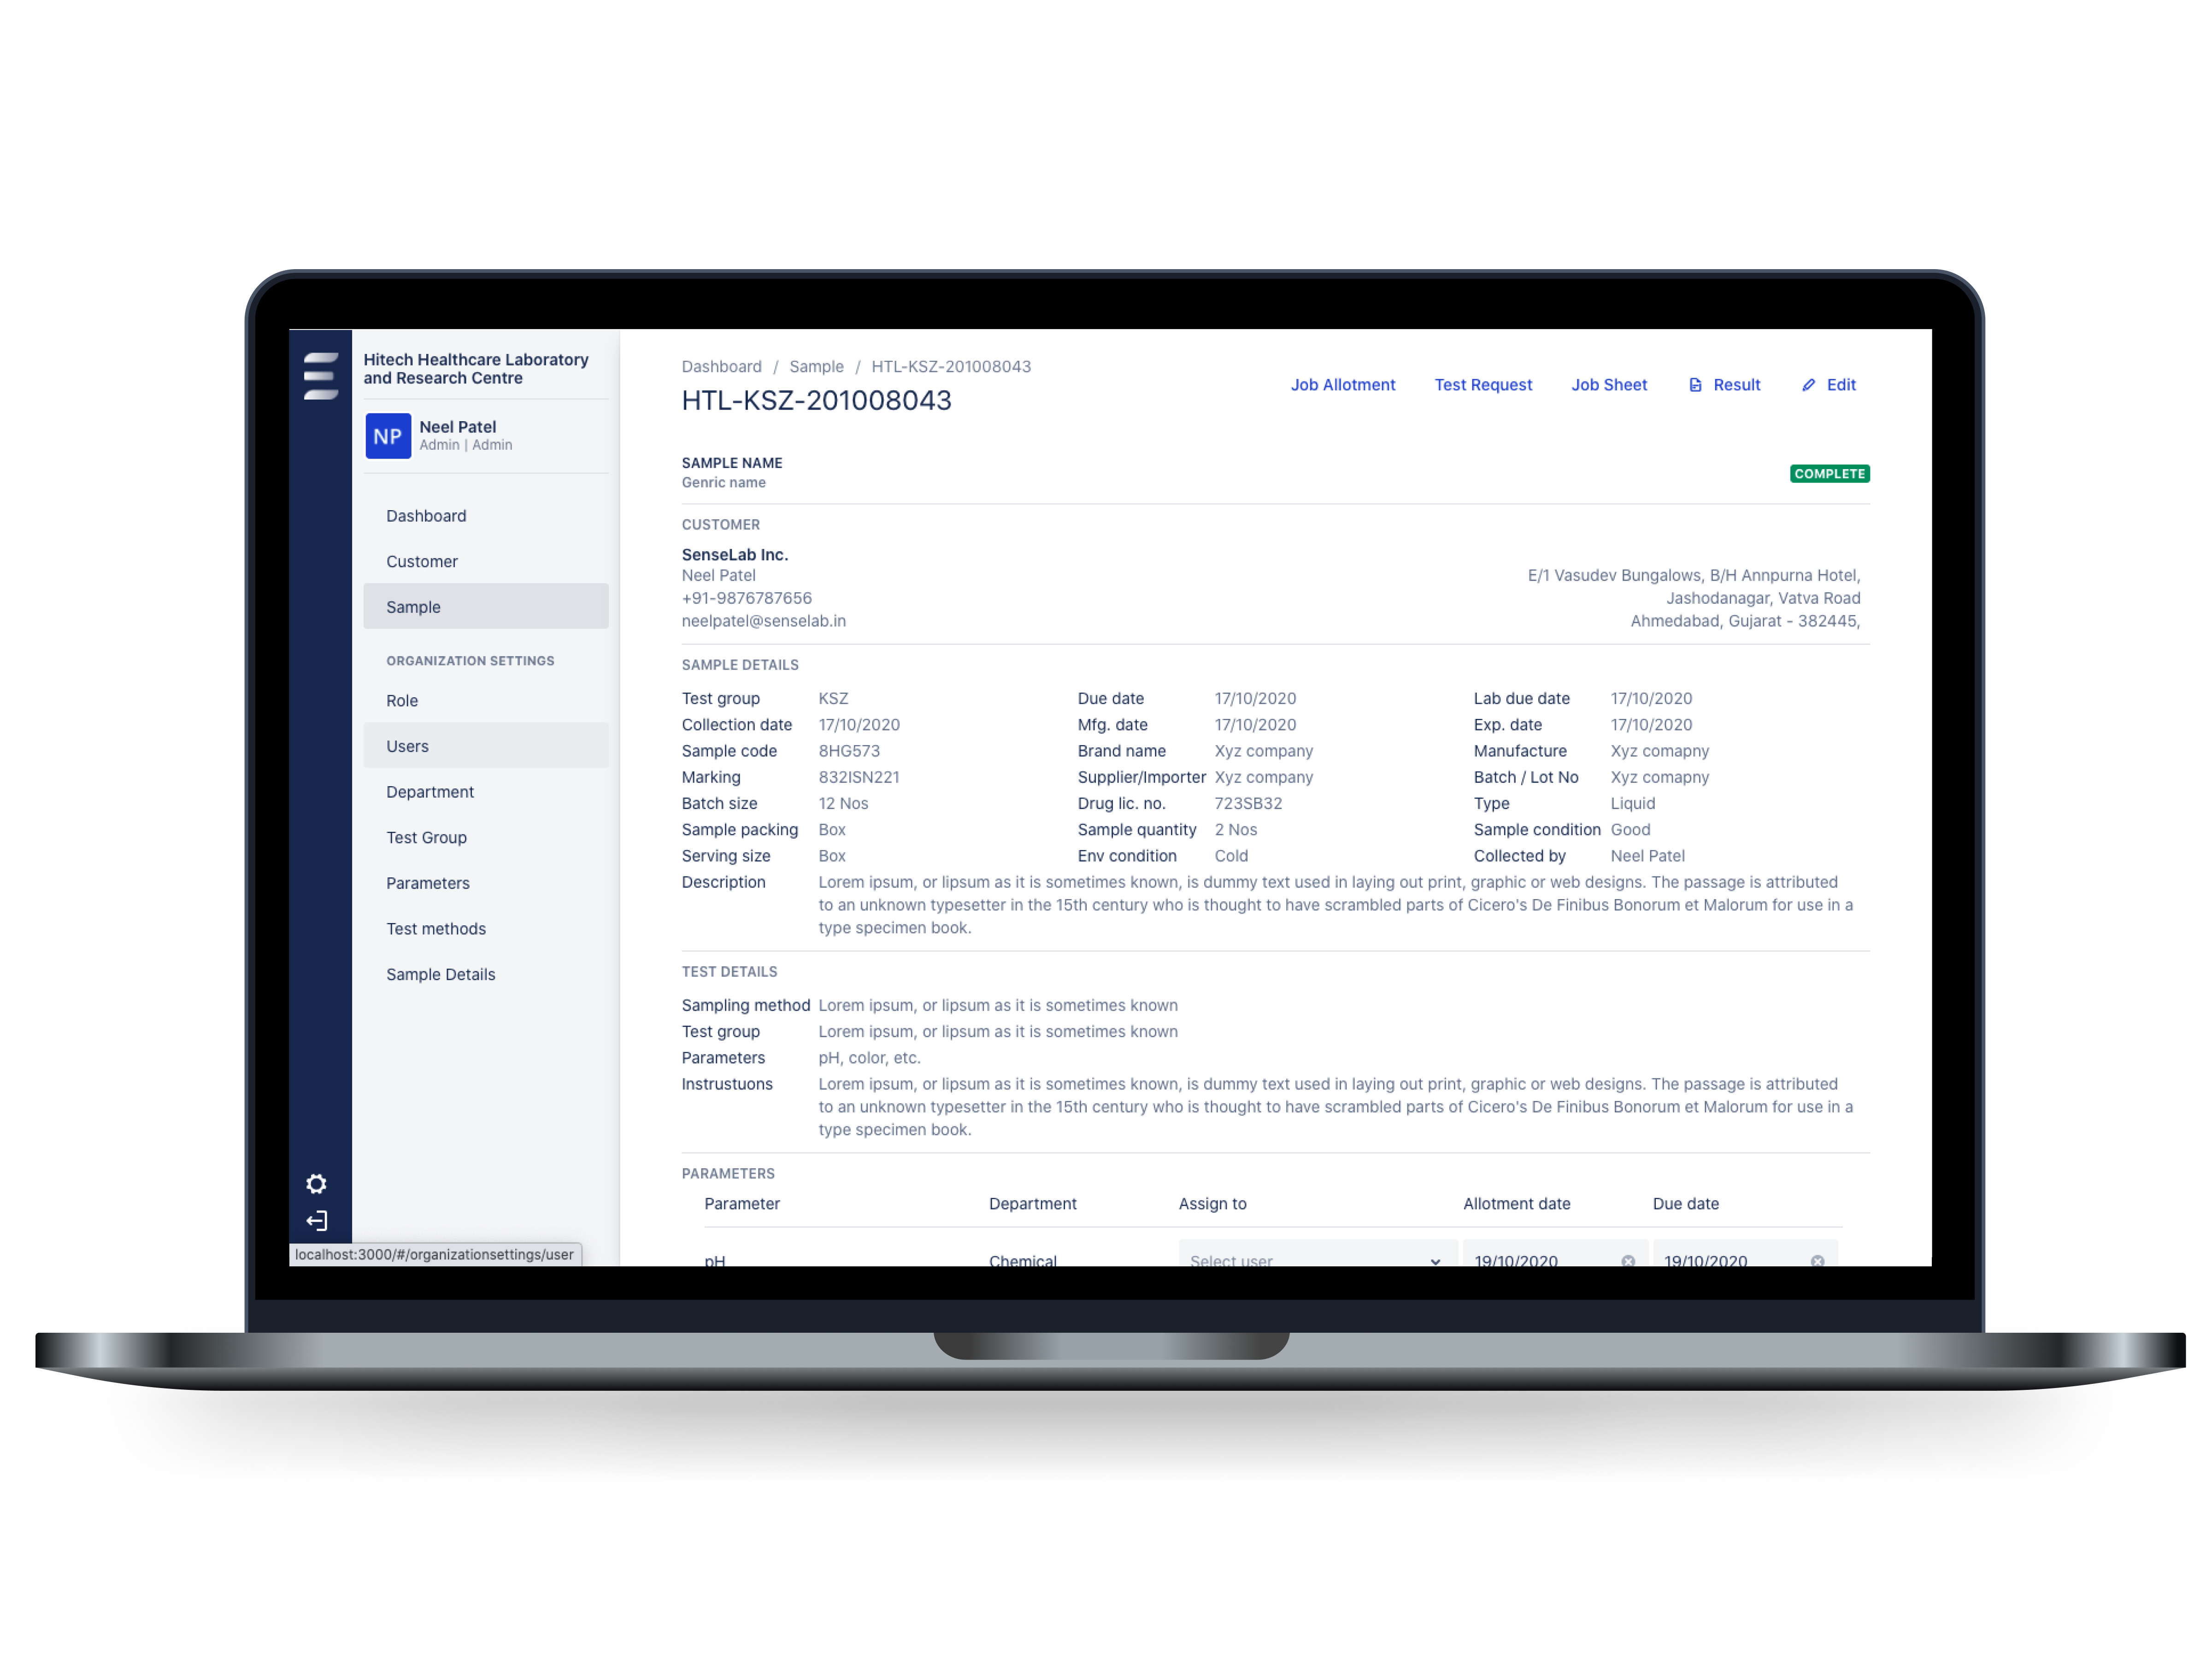 Hitech Healthcare Laboratory
and Research Centre
NP
Neel Patel
Admin | Admin
Dashboard
Customer
Sample
ORGANIZATION SETTINGS
Role
Users
Department
Test Group
Parameters
Test methods
Sample Details
localhost:3000/#/organizationsettings/user
Dashboard / Sample / HTL-KSZ-201008043
HTL-KSZ-201008043
Job Allotment Test Request Job Sheet Result Edit
SAMPLE NAME
Genric name
COMPLETE
CUSTOMER
SenseLab Inc.
Neel Patel
+91-9876787656
neelpatel@senselab.in
E/1 Vasudev Bungalows, B/H Annpurna Hotel,
Jashodanagar, Vatva Road
Ahmedabad, Gujarat - 382445,
SAMPLE DETAILS
Test group KSZ Due date 17/10/2020 Lab due date 17/10/2020
Collection date 17/10/2020 Mfg. date 17/10/2020 Exp. date 17/10/2020
Sample code 8HG573 Brand name Xyz company Manufacture Xyz comapny
Marking 832ISN221 Supplier/Importer Xyz company Batch / Lot No Xyz comapny
Batch size 12 Nos Drug lic. no. 723SB32 Type Liquid
Sample packing Box Sample quantity 2 Nos Sample condition Good
Serving size Box Env condition Cold Collected by Neel Patel
Description Lorem ipsum, or lipsum as it is sometimes known, is dummy text used in laying out print, graphic or web designs. The passage is attributed
to an unknown typesetter in the 15th century who is thought to have scrambled parts of Cicero's De Finibus Bonorum et Malorum for use in a
type specimen book.
TEST DETAILS
Sampling method Lorem ipsum, or lipsum as it is sometimes known
Test group Lorem ipsum, or lipsum as it is sometimes known
Parameters pH, color, etc.
Instrustuons Lorem ipsum, or lipsum as it is sometimes known, is dummy text used in laying out print, graphic or web designs. The passage is attributed
to an unknown typesetter in the 15th century who is thought to have scrambled parts of Cicero's De Finibus Bonorum et Malorum for use in a
type specimen book.
PARAMETERS
Parameter Department Assign to Allotment date Due date
pH Chemical Select user 19/10/2020 19/10/2020